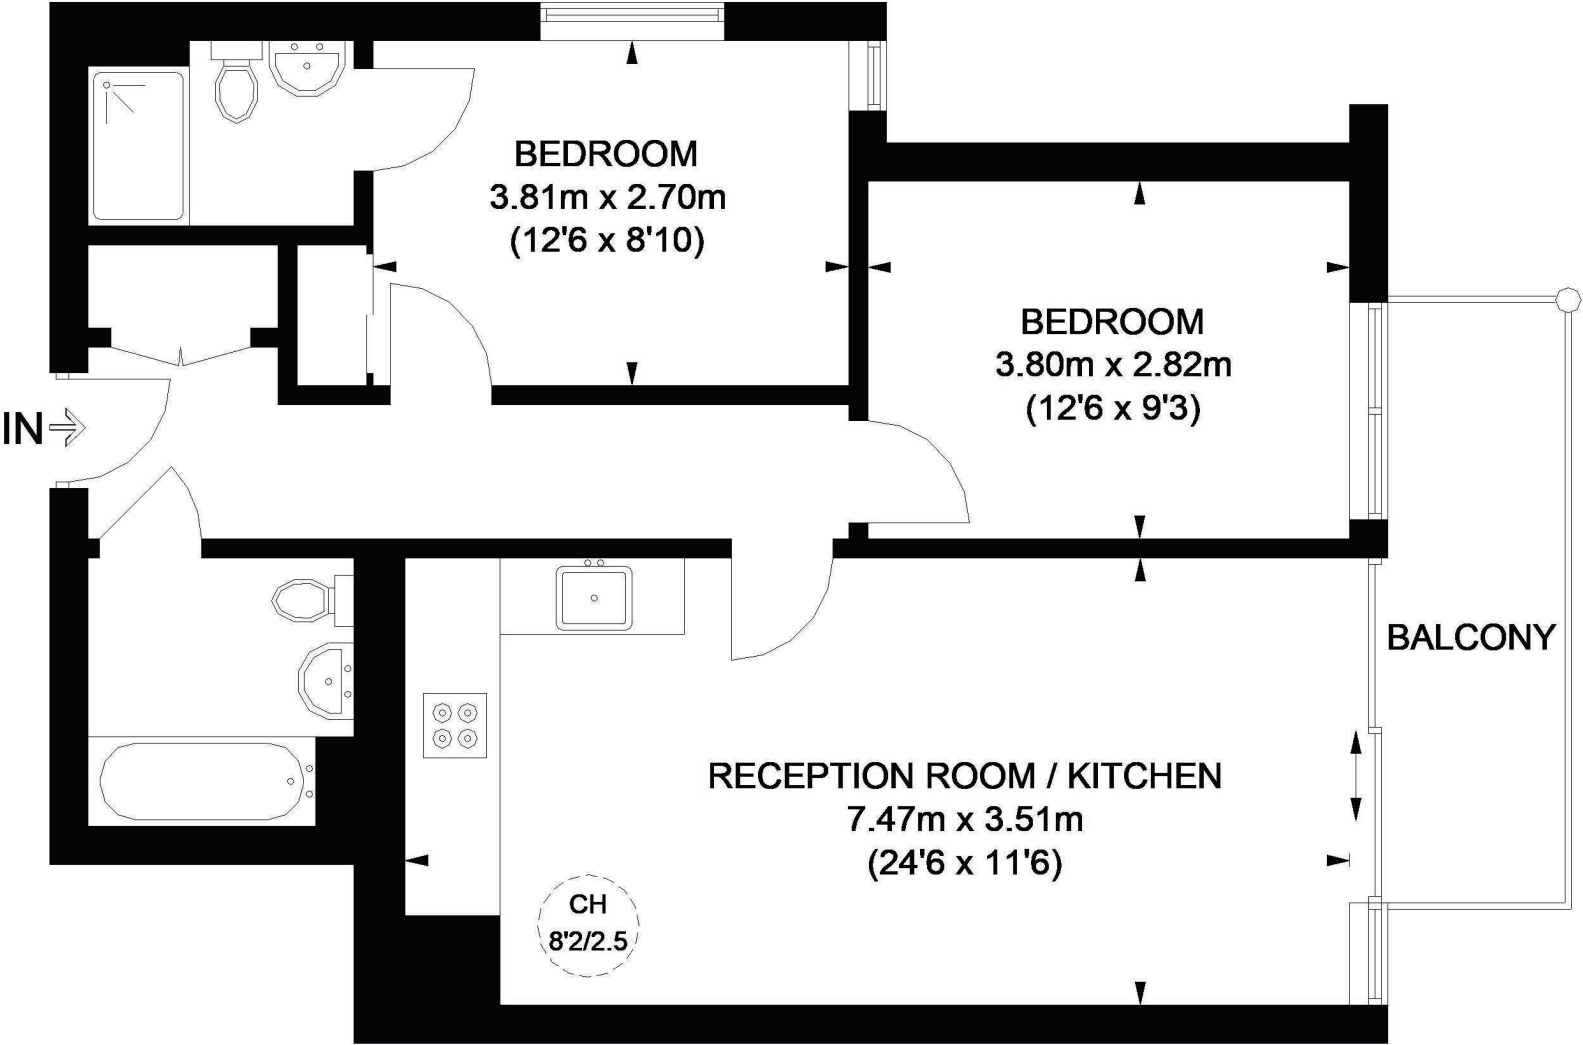 BEDROOM
3.81m x 2.70m
(12'6 x 8'10)
BEDROOM
3.80m x 2.82m
(12'6 x 9'3)
IN
BALCONY
RECEPTION ROOM / KITCHEN
7.47m x 3.51m
(24'6 x 11'6)
CH
8'2/2.5